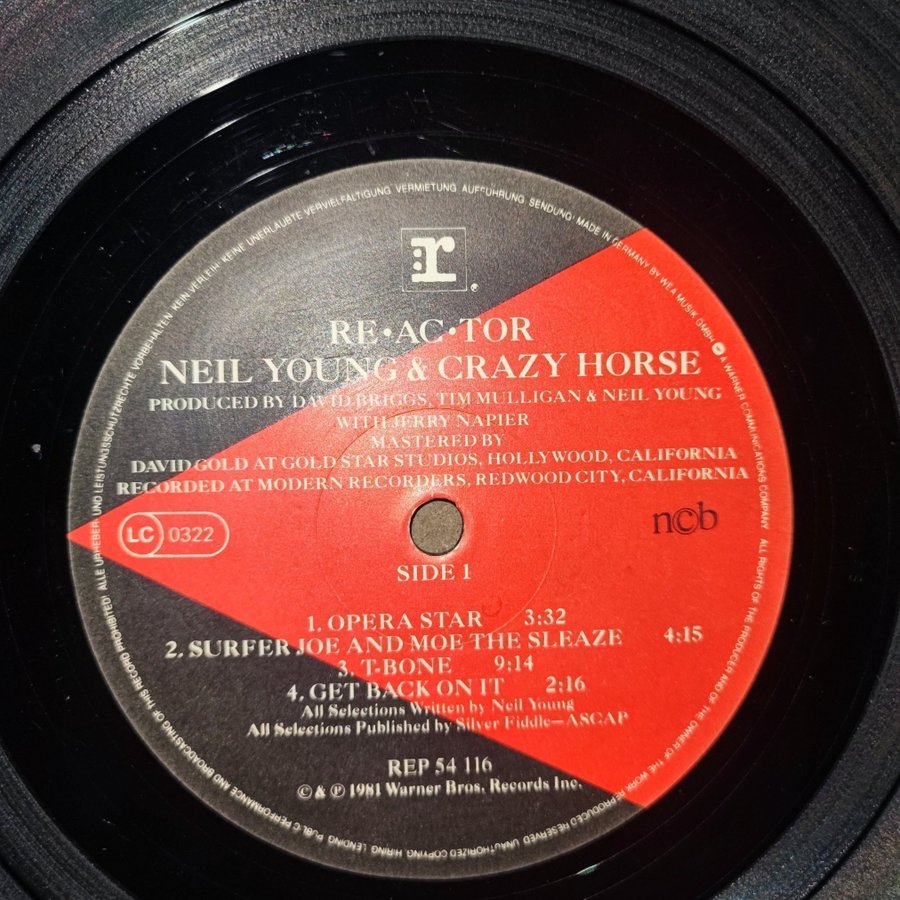 r
RE•AC•TOR
NEIL YOUNG & CRAZY HORSE
PRODUCED BY DAVID BRIGGS, TIM MULLIGAN & NEIL YOUNG
WITH JERRY NAPIER
MASTERED BY
DAVID GOLD AT GOLD STAR STUDIOS, HOLLYWOOD, CALIFORNIA
RECORDED AT MODERN RECORDERS, REDWOOD CITY, CALIFORNIA
LC 0322
ncb
SIDE 1
1. OPERA STAR 3:32
2. SURFER JOE AND MOE THE SLEAZE 4:15
3. T-BONE 9:14
4. GET BACK ON IT 2:16
All Selections Written by Neil Young
All Selections Published by Silver Fiddle—ASCAP
REP 54 116
© & ℗ 1981 Warner Bros. Records Inc.
ALLE URHEBER- UND LEISTUNGSSCHUTZRECHTE VORBEHALTEN. KEIN VERLEIH! KEINE UNERLAUBTE VERVIELFÄLTIGUNG, VERMIETUNG, AUFFÜHRUNG, SENDUNG! MADE IN GERMANY BY WEA MUSIK GMBH A WARNER COMMUNICATIONS COMPANY ALL RIGHTS OF THE PRODUCER AND OF THE OWNER OF THE WORK REPRODUCED RESERVED. UNAUTHORIZED COPYING, HIRING, LENDING, PUBLIC PERFORMANCE AND BROADCASTING OF THIS RECORD PROHIBITED!